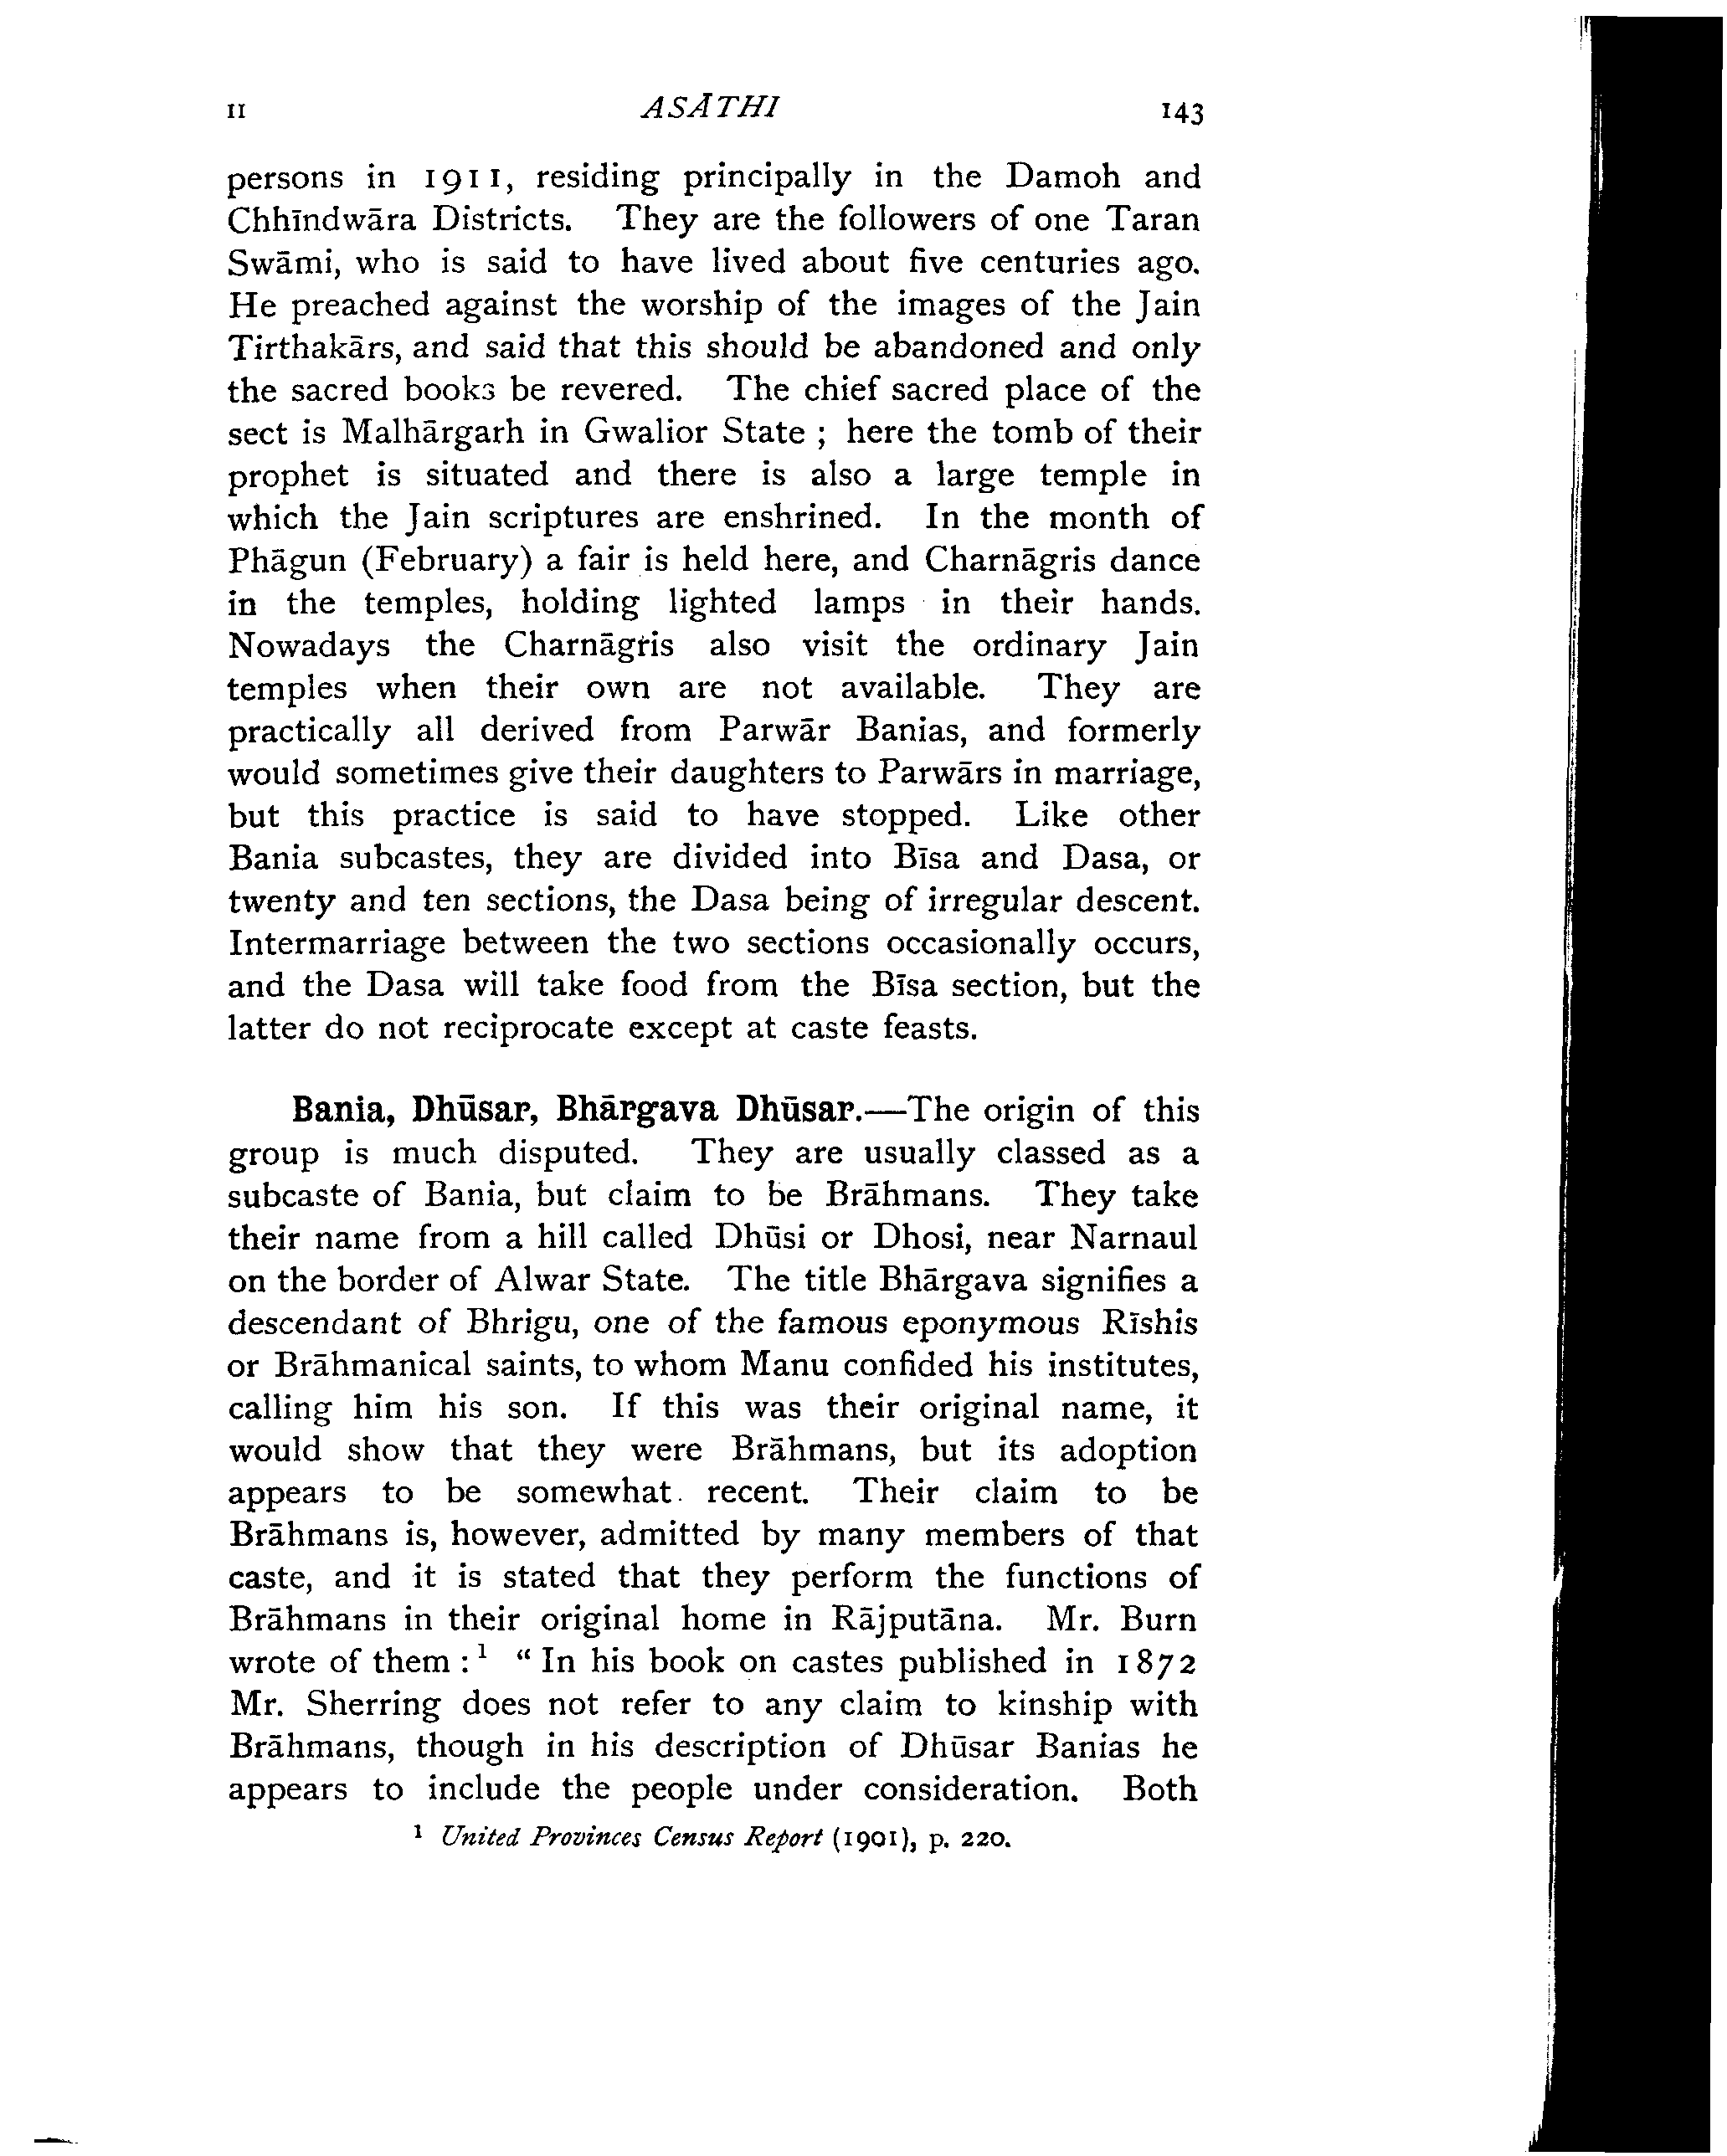 II ASĀTHI 143
persons in 1911, residing principally in the Damoh and
Chhīndwāra Districts. They are the followers of one Taran
Swāmi, who is said to have lived about five centuries ago.
He preached against the worship of the images of the Jain
Tirthakārs, and said that this should be abandoned and only
the sacred books be revered. The chief sacred place of the
sect is Malhārgarh in Gwalior State ; here the tomb of their
prophet is situated and there is also a large temple in
which the Jain scriptures are enshrined. In the month of
Phāgun (February) a fair is held here, and Charnāgris dance
in the temples, holding lighted lamps in their hands.
Nowadays the Charnāgris also visit the ordinary Jain
temples when their own are not available. They are
practically all derived from Parwār Banias, and formerly
would sometimes give their daughters to Parwārs in marriage,
but this practice is said to have stopped. Like other
Bania subcastes, they are divided into Bīsa and Dasa, or
twenty and ten sections, the Dasa being of irregular descent.
Intermarriage between the two sections occasionally occurs,
and the Dasa will take food from the Bīsa section, but the
latter do not reciprocate except at caste feasts.
Bania, Dhūsar, Bhārgava Dhūsar.—The origin of this
group is much disputed. They are usually classed as a
subcaste of Bania, but claim to be Brāhmans. They take
their name from a hill called Dhūsi or Dhosi, near Narnaul
on the border of Alwar State. The title Bhārgava signifies a
descendant of Bhrigu, one of the famous eponymous Rīshis
or Brāhmanical saints, to whom Manu confided his institutes,
calling him his son. If this was their original name, it
would show that they were Brāhmans, but its adoption
appears to be somewhat recent. Their claim to be
Brāhmans is, however, admitted by many members of that
caste, and it is stated that they perform the functions of
Brāhmans in their original home in Rājputāna. Mr. Burn
wrote of them :¹ “ In his book on castes published in 1872
Mr. Sherring does not refer to any claim to kinship with
Brāhmans, though in his description of Dhūsar Banias he
appears to include the people under consideration. Both
¹ United Provinces Census Report (1901), p. 220.